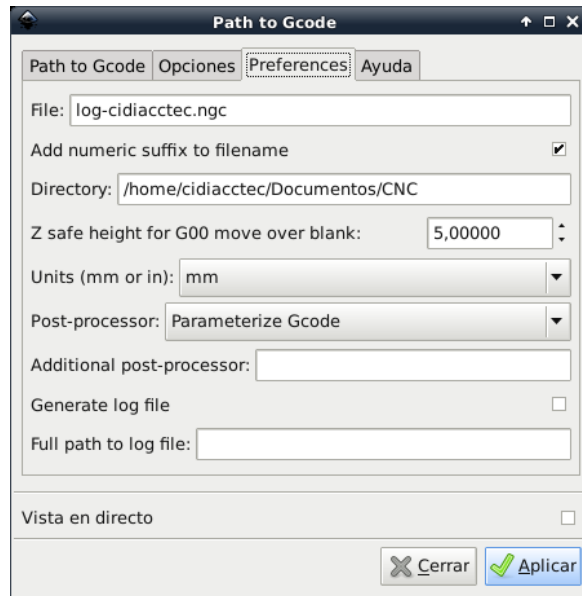 Path to Gcode
Path to Gcode Opciones Preferences Ayuda
File: log-cidiacctec.ngc
Add numeric suffix to filename
Directory: /home/cidiacctec/Documentos/CNC
Z safe height for G00 move over blank: 5,00000
Units (mm or in): mm
Post-processor: Parameterize Gcode
Additional post-processor:
Generate log file
Full path to log file:
Vista en directo
Cerrar Aplicar